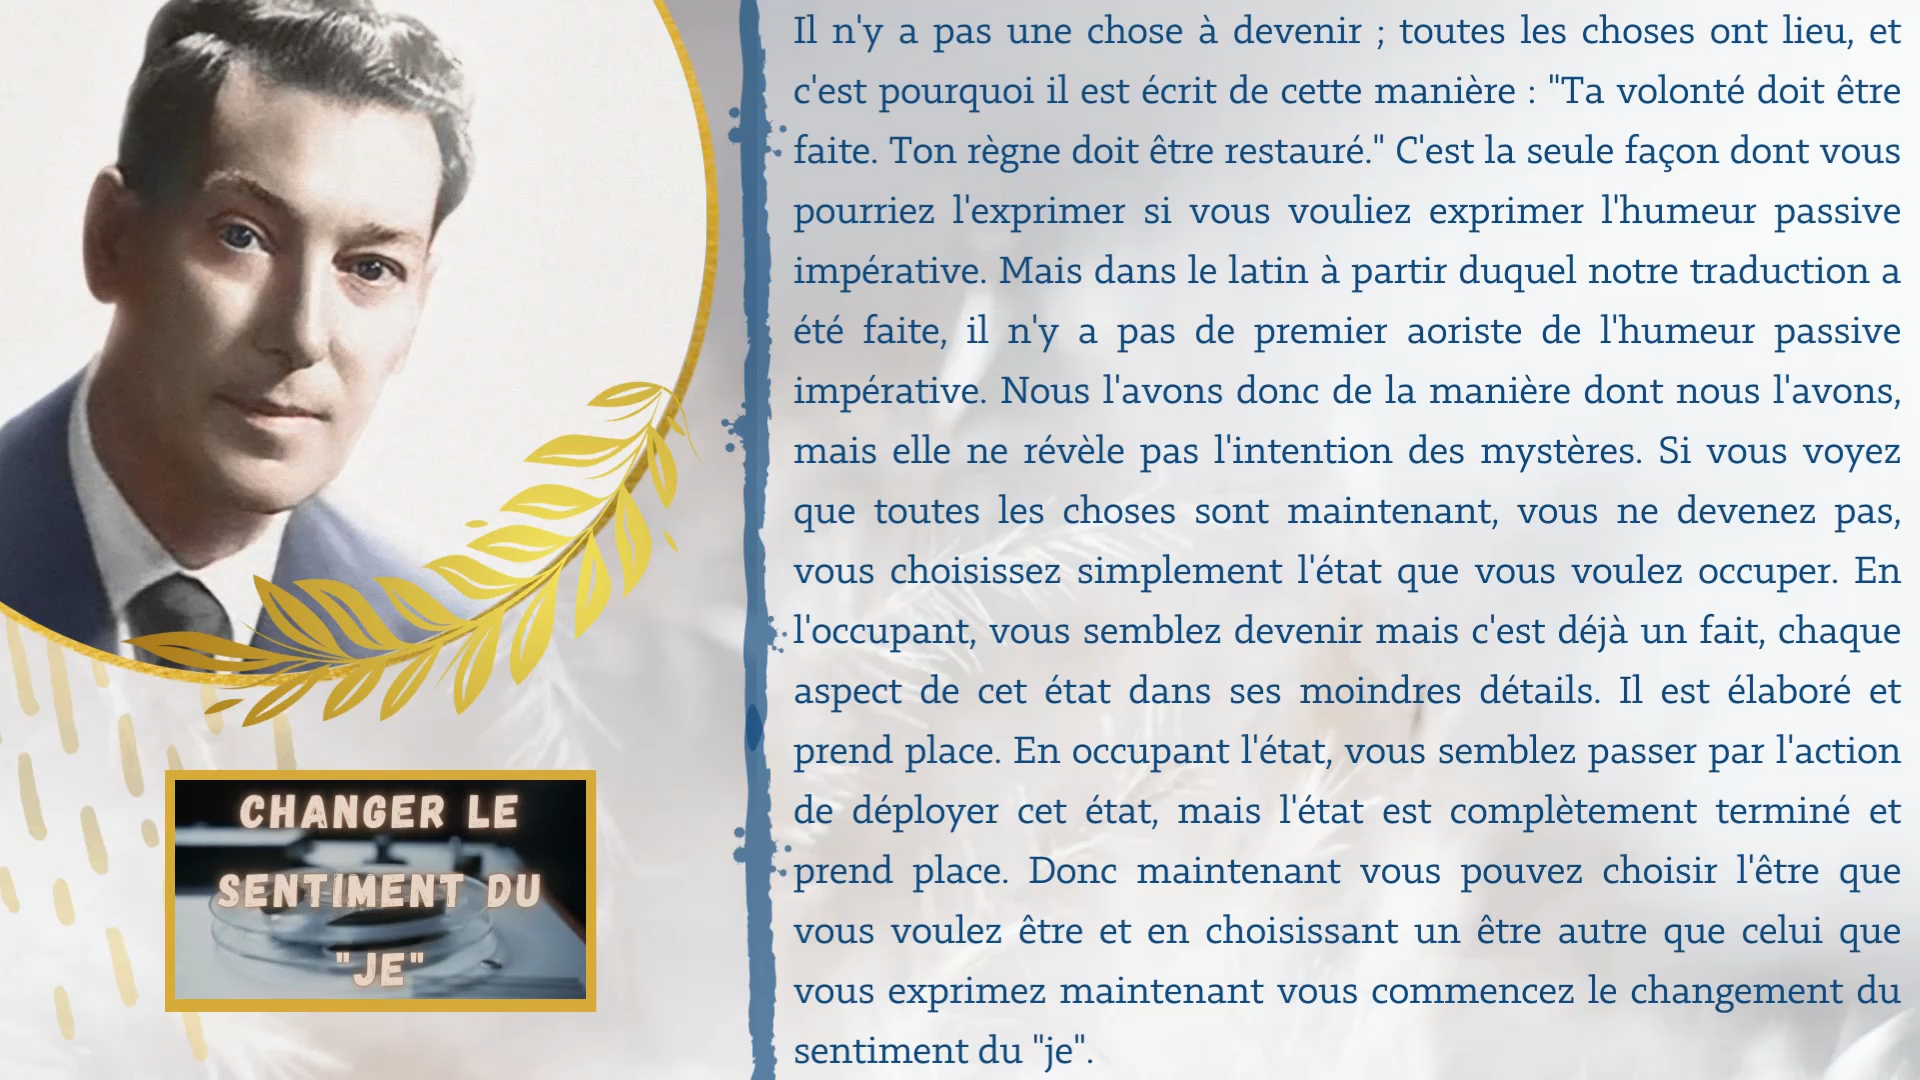 Il n'y a pas une chose à devenir ; toutes les choses ont lieu, et
c'est pourquoi il est écrit de cette manière : "Ta volonté doit être
faite. Ton règne doit être restauré." C'est la seule façon dont vous
pourriez l'exprimer si vous vouliez exprimer l'humeur passive
impérative. Mais dans le latin à partir duquel notre traduction a
été faite, il n'y a pas de premier aoriste de l'humeur passive
impérative. Nous l'avons donc de la manière dont nous l'avons,
mais elle ne révèle pas l'intention des mystères. Si vous voyez
que toutes les choses sont maintenant, vous ne devenez pas,
vous choisissez simplement l'état que vous voulez occuper. En
l'occupant, vous semblez devenir mais c'est déjà un fait, chaque
aspect de cet état dans ses moindres détails. Il est élaboré et
prend place. En occupant l'état, vous semblez passer par l'action
de déployer cet état, mais l'état est complètement terminé et
prend place. Donc maintenant vous pouvez choisir l'être que
vous voulez être et en choisissant un être autre que celui que
vous exprimez maintenant vous commencez le changement du
sentiment du "je".
CHANGER LE
SENTIMENT DU
"JE"